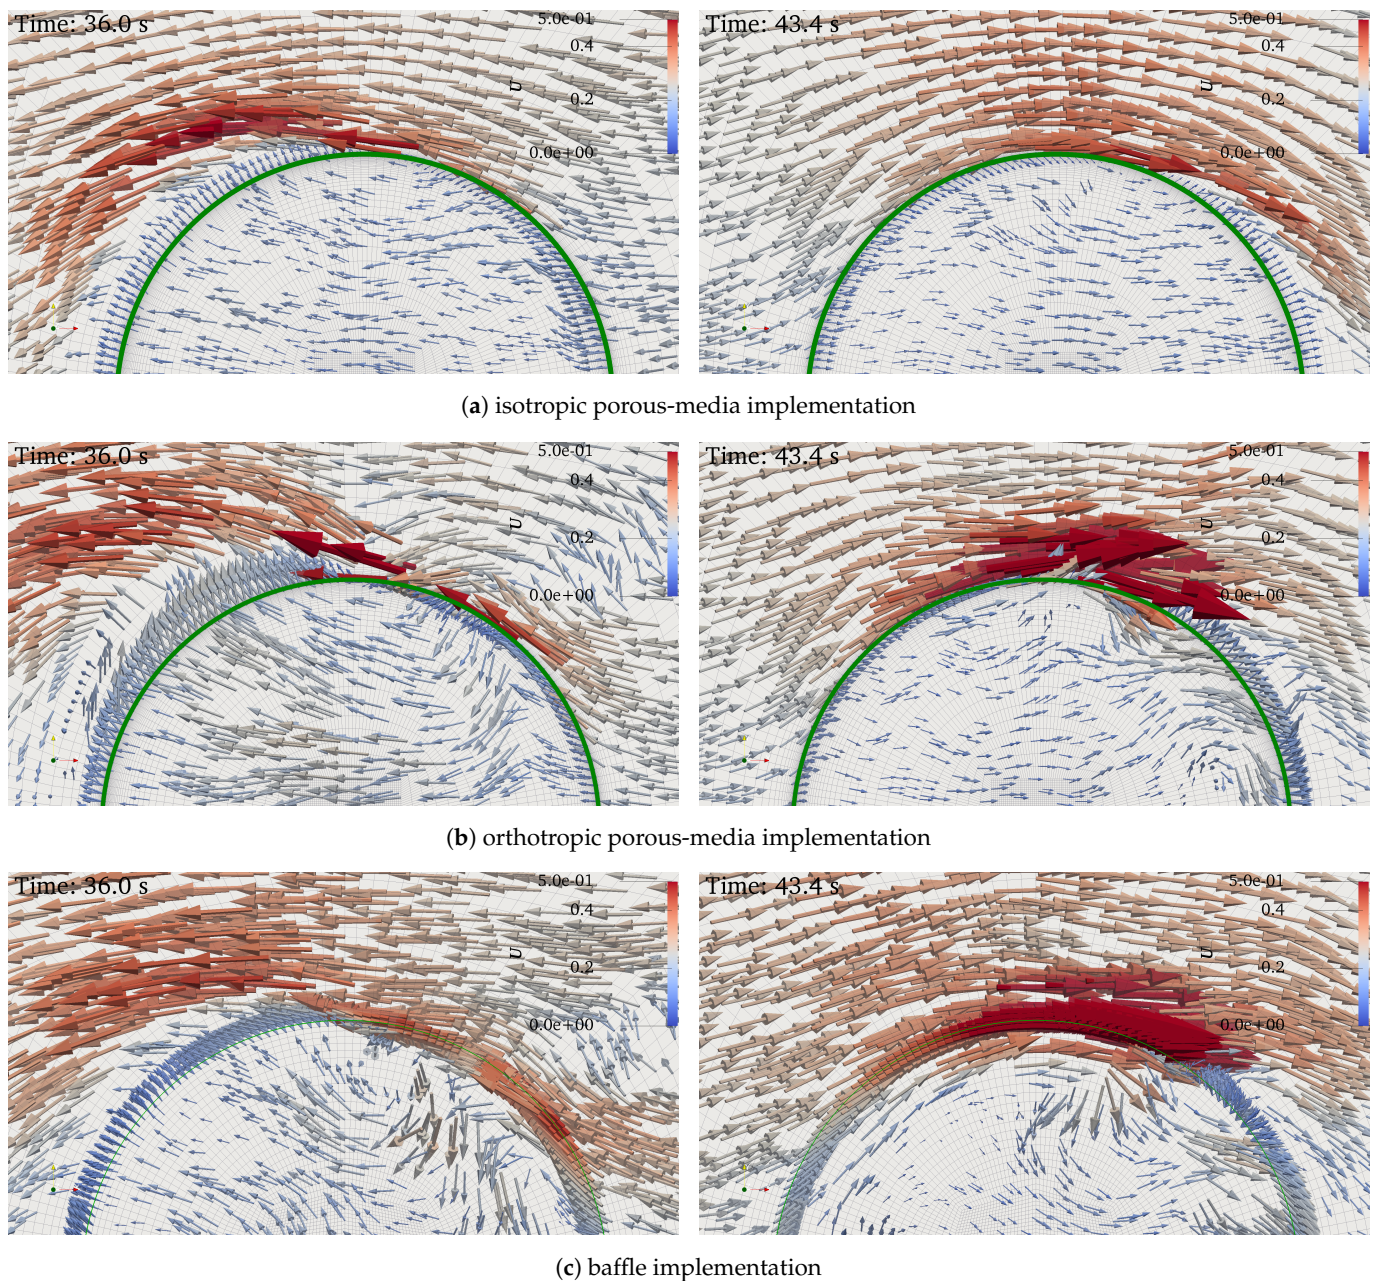 Time: 36.0 s
5.0e-01
0.4
U
0.2
0.0e+00
Time: 43.4 s
5.0e-01
0.4
U
0.2
0.0e+00
(a) isotropic porous-media implementation
Time: 36.0 s
5.0e-01
0.4
U
0.2
0.0e+00
Time: 43.4 s
5.0e-01
0.4
U
0.2
0.0e+00
(b) orthotropic porous-media implementation
Time: 36.0 s
5.0e-01
0.4
U
0.2
0.0e+00
Time: 43.4 s
5.0e-01
0.4
U
0.2
0.0e+00
(c) baffle implementation